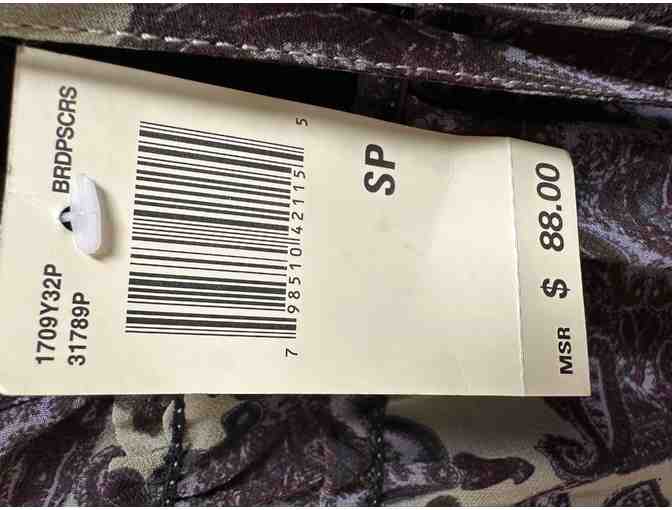 1709Y32P BRDPSCRS
31789P
7 98510 42115 5
SP
MSR $ 88.00